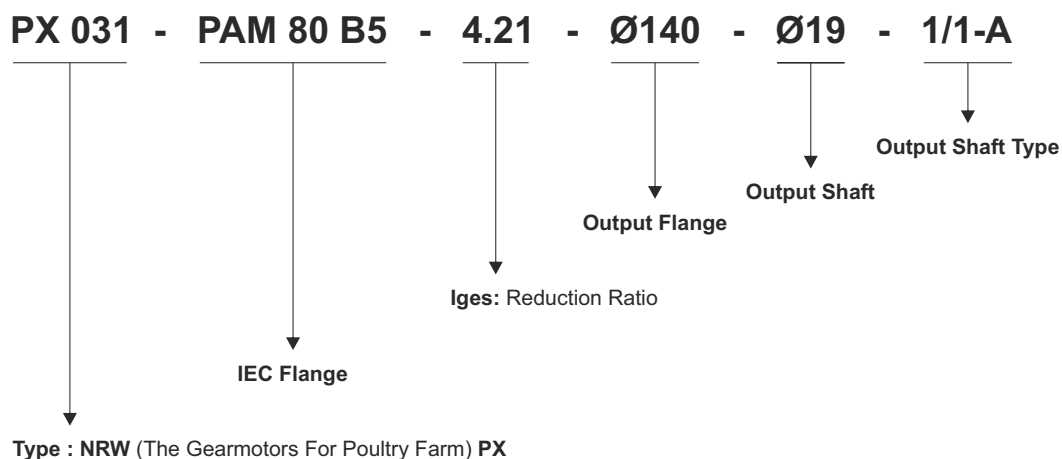 PX 031 - PAM 80 B5 - 4.21 - Ø140 - Ø19 - 1/1-A
Output Shaft Type
Output Shaft
Output Flange
Iges: Reduction Ratio
IEC Flange
Type : NRW (The Gearmotors For Poultry Farm) PX